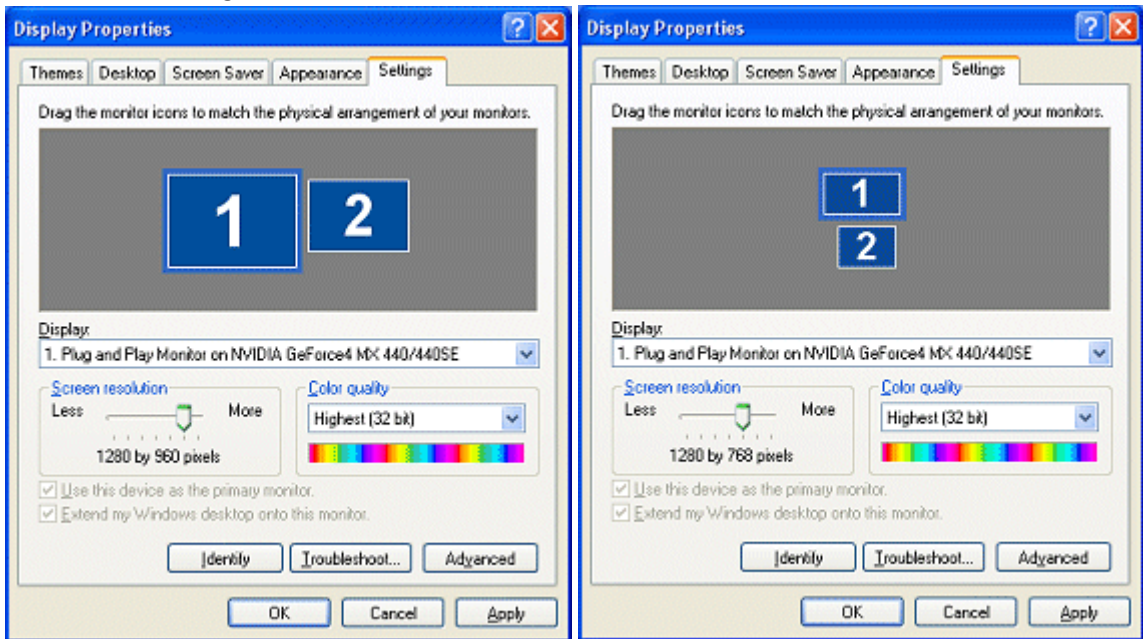 Display Properties
Themes Desktop Screen Saver Appearance Settings
Drag the monitor icons to match the physical arrangement of your monitors.
1 2
Display:
1. Plug and Play Monitor on NVIDIA GeForce4 MX 440/440SE
Screen resolution
Less More
1280 by 960 pixels
Color quality
Highest (32 bit)
Use this device as the primary monitor.
Extend my Windows desktop onto this monitor.
Identify Troubleshoot... Advanced
OK Cancel Apply
Display Properties
Themes Desktop Screen Saver Appearance Settings
Drag the monitor icons to match the physical arrangement of your monitors.
1
2
Display:
1. Plug and Play Monitor on NVIDIA GeForce4 MX 440/440SE
Screen resolution
Less More
1280 by 768 pixels
Color quality
Highest (32 bit)
Use this device as the primary monitor.
Extend my Windows desktop onto this monitor.
Identify Troubleshoot... Advanced
OK Cancel Apply